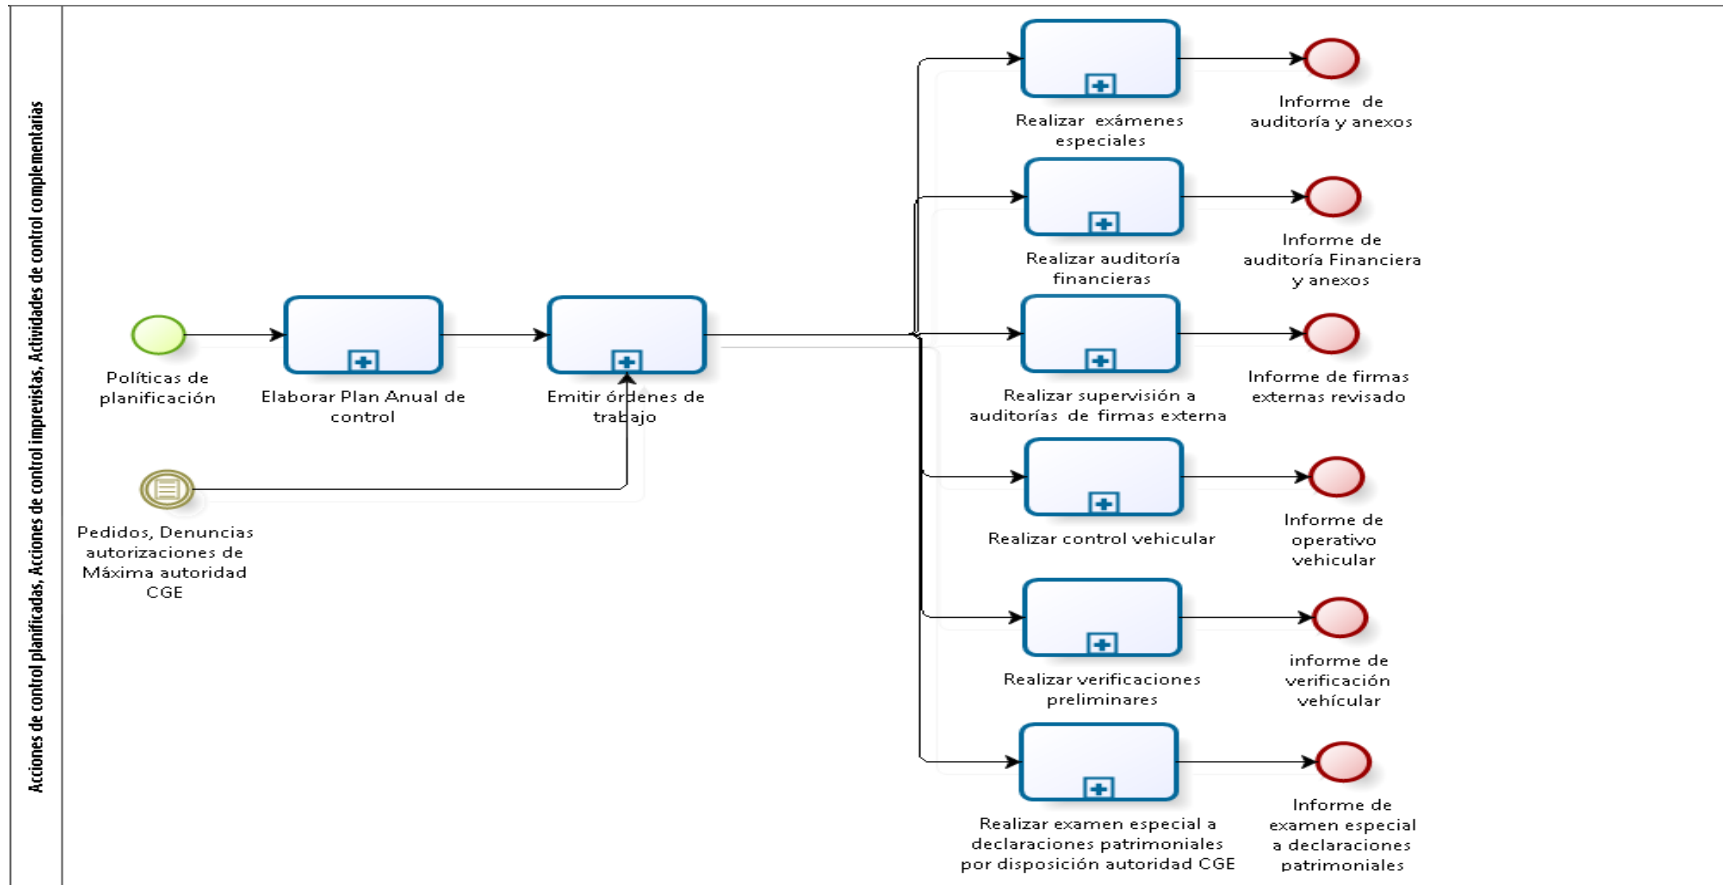 Acciones de control planificadas, Acciones de control imprevistas, Actividades de control complementarias
Políticas de
planificación
Elaborar Plan Anual de
control
Emitir órdenes de
trabajo
Pedidos, Denuncias
autorizaciones de
Máxima autoridad
CGE
Realizar exámenes
especiales
Informe de
auditoría y anexos
Realizar auditoría
financieras
Informe de
auditoría Financiera
y anexos
Realizar supervisión a
auditorías de firmas externa
Informe de firmas
externas revisado
Realizar control vehicular
Informe de
operativo
vehicular
Realizar verificaciones
preliminares
informe de
verificación
vehícular
Realizar examen especial a
declaraciones patrimoniales
por disposición autoridad CGE
Informe de
examen especial
a declaraciones
patrimoniales